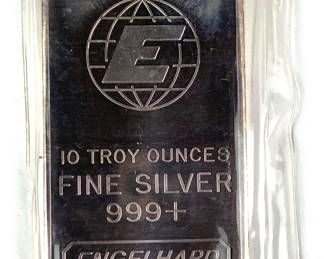 E
10 TROY OUNCES
FINE SILVER
999+
ENGELHARD